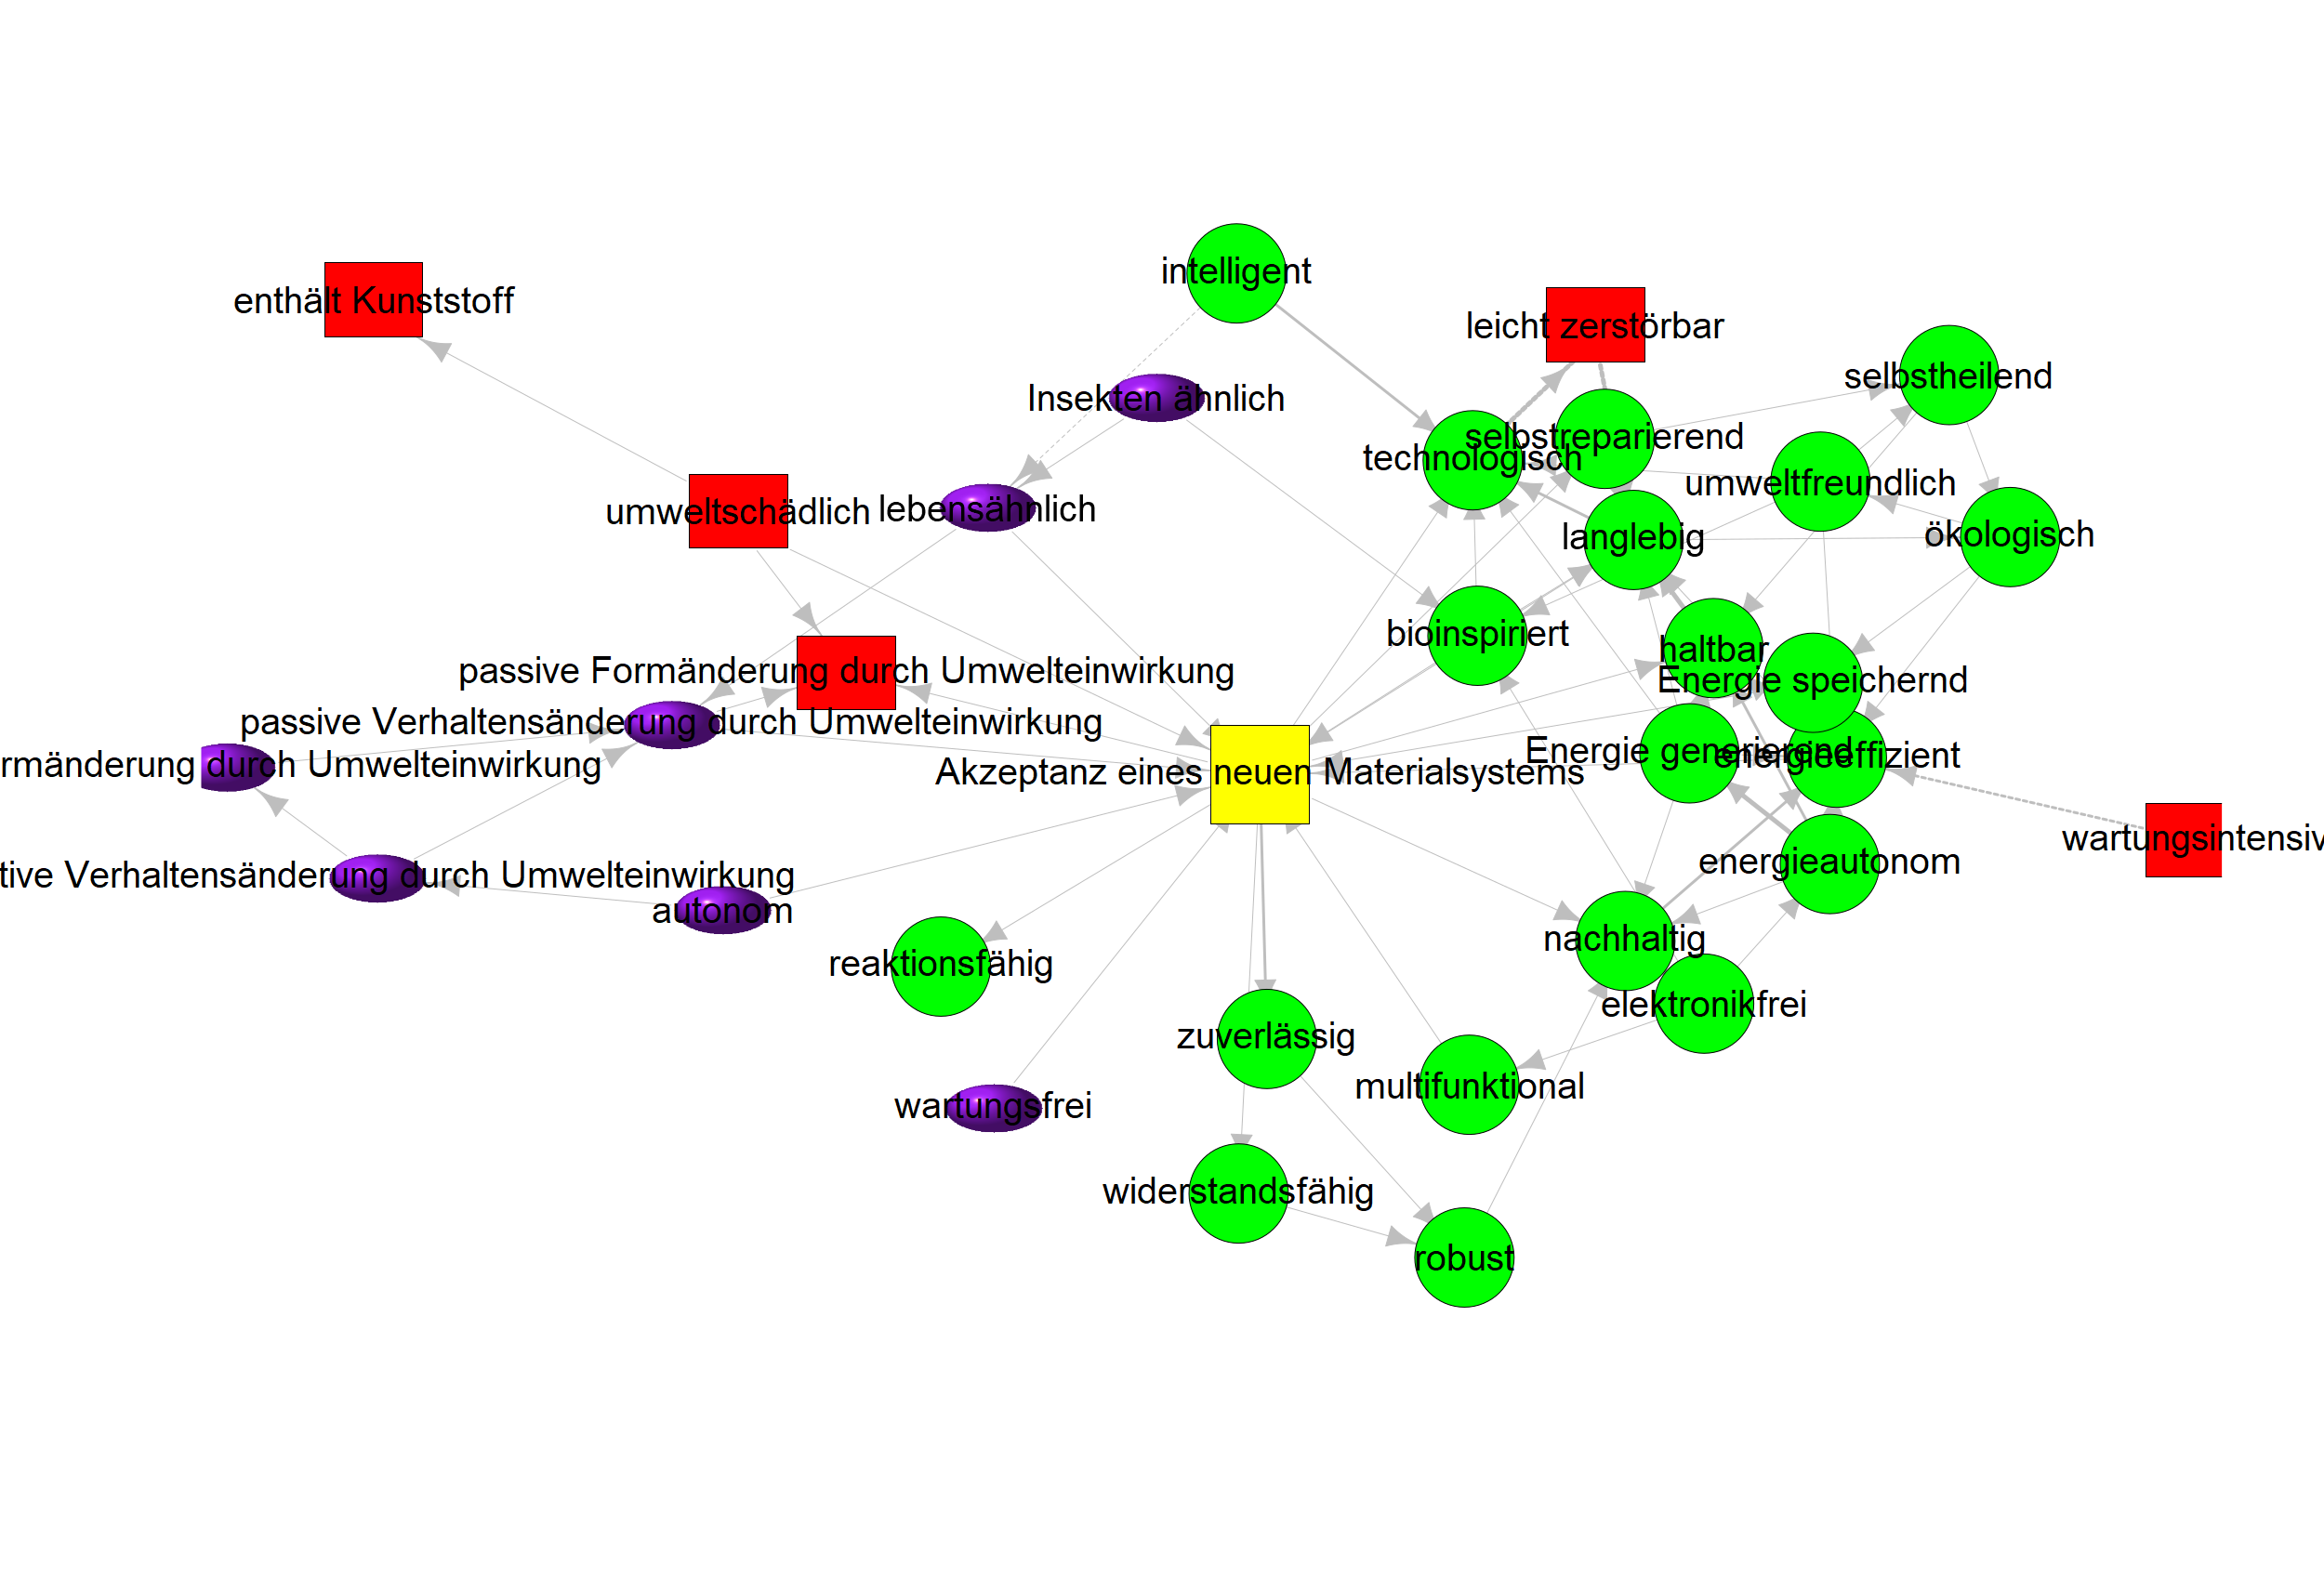 intelligent
enthält Kunststoff
leicht zerstörbar
selbstheilend
Insekten ähnlich
selbstreparierend
technologisch
umweltfreundlich
umweltschädlich
lebensähnlich
langlebig
ökologisch
bioinspiriert
haltbar
passive Formänderung durch Umwelteinwirkung
Energie speichernd
passive Verhaltensänderung durch Umwelteinwirkung
rmänderung durch Umwelteinwirkung
Akzeptanz eines neuen Materialsystems
Energie generierend
energieeffizient
wartungsintensiv
tive Verhaltensänderung durch Umwelteinwirkung
energieautonom
autonom
nachhaltig
reaktionsfähig
elektronikfrei
zuverlässig
multifunktional
wartungsfrei
widerstandsfähig
robust